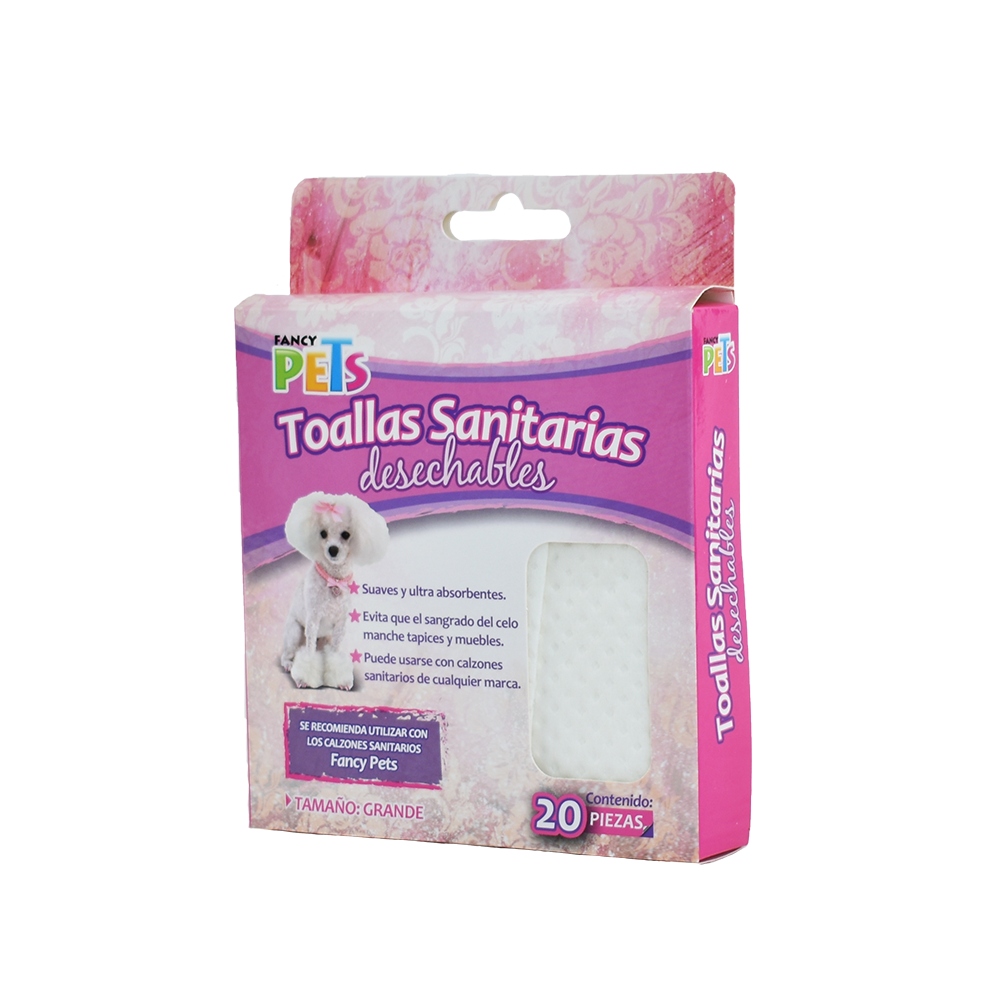 FANCY
PETS
Toallas Sanitarias
desechables
Suaves y ultra absorbentes.
Evita que el sangrado del celo
manche tapices y muebles.
Puede usarse con calzones
sanitarios de cualquier marca.
SE RECOMIENDA UTILIZAR CON
LOS CALZONES SANITARIOS
Fancy Pets
TAMAÑO: GRANDE
20
Contenido:
PIEZAS
FANCY
PETS
Toallas Sanitarias
desechables